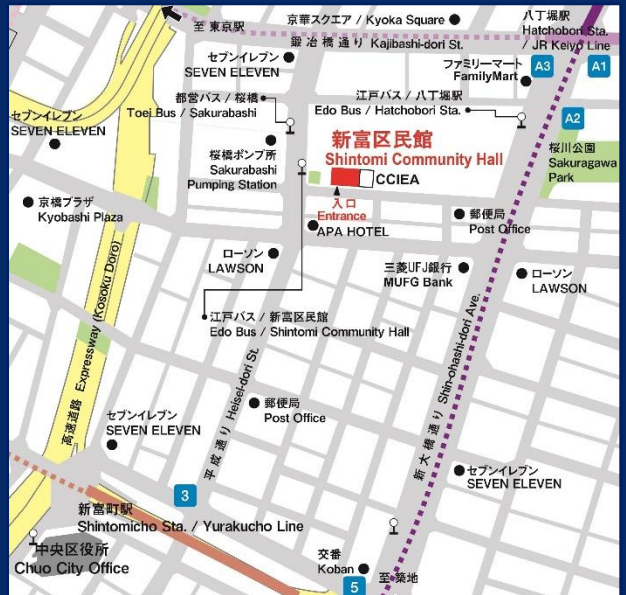 至 東京駅
京華スクエア / Kyoka Square
八丁堀駅
Hatchobori Sta.
/ JR Keiyo Line
鍛冶橋通り Kajibashi-dori St.
セブンイレブン
SEVEN ELEVEN
ファミリーマート
FamilyMart
A3
A1
都営バス / 桜橋
Toei Bus / Sakurabashi
江戸バス / 八丁堀駅
Edo Bus / Hatchobori Sta.
セブンイレブン
SEVEN ELEVEN
A2
桜橋ポンプ所
Sakurabashi
Pumping Station
新富区民館
Shintomi Community Hall
CCIEA
桜川公園
Sakuragawa
Park
入口
Entrance
京橋プラザ
Kyobashi Plaza
APA HOTEL
郵便局
Post Office
ローソン
LAWSON
三菱UFJ銀行
MUFG Bank
ローソン
LAWSON
江戸バス / 新富区民館
Edo Bus / Shintomi Community Hall
高速道路 Expressway (Kosoku Doro)
平成通り Heisei-dori St.
新大橋通り Shin-ohashi-dori Ave.
郵便局
Post Office
セブンイレブン
SEVEN ELEVEN
セブンイレブン
SEVEN ELEVEN
3
新富町駅
Shintomicho Sta. / Yurakucho Line
中央区役所
Chuo City Office
交番
Koban
至 築地
5